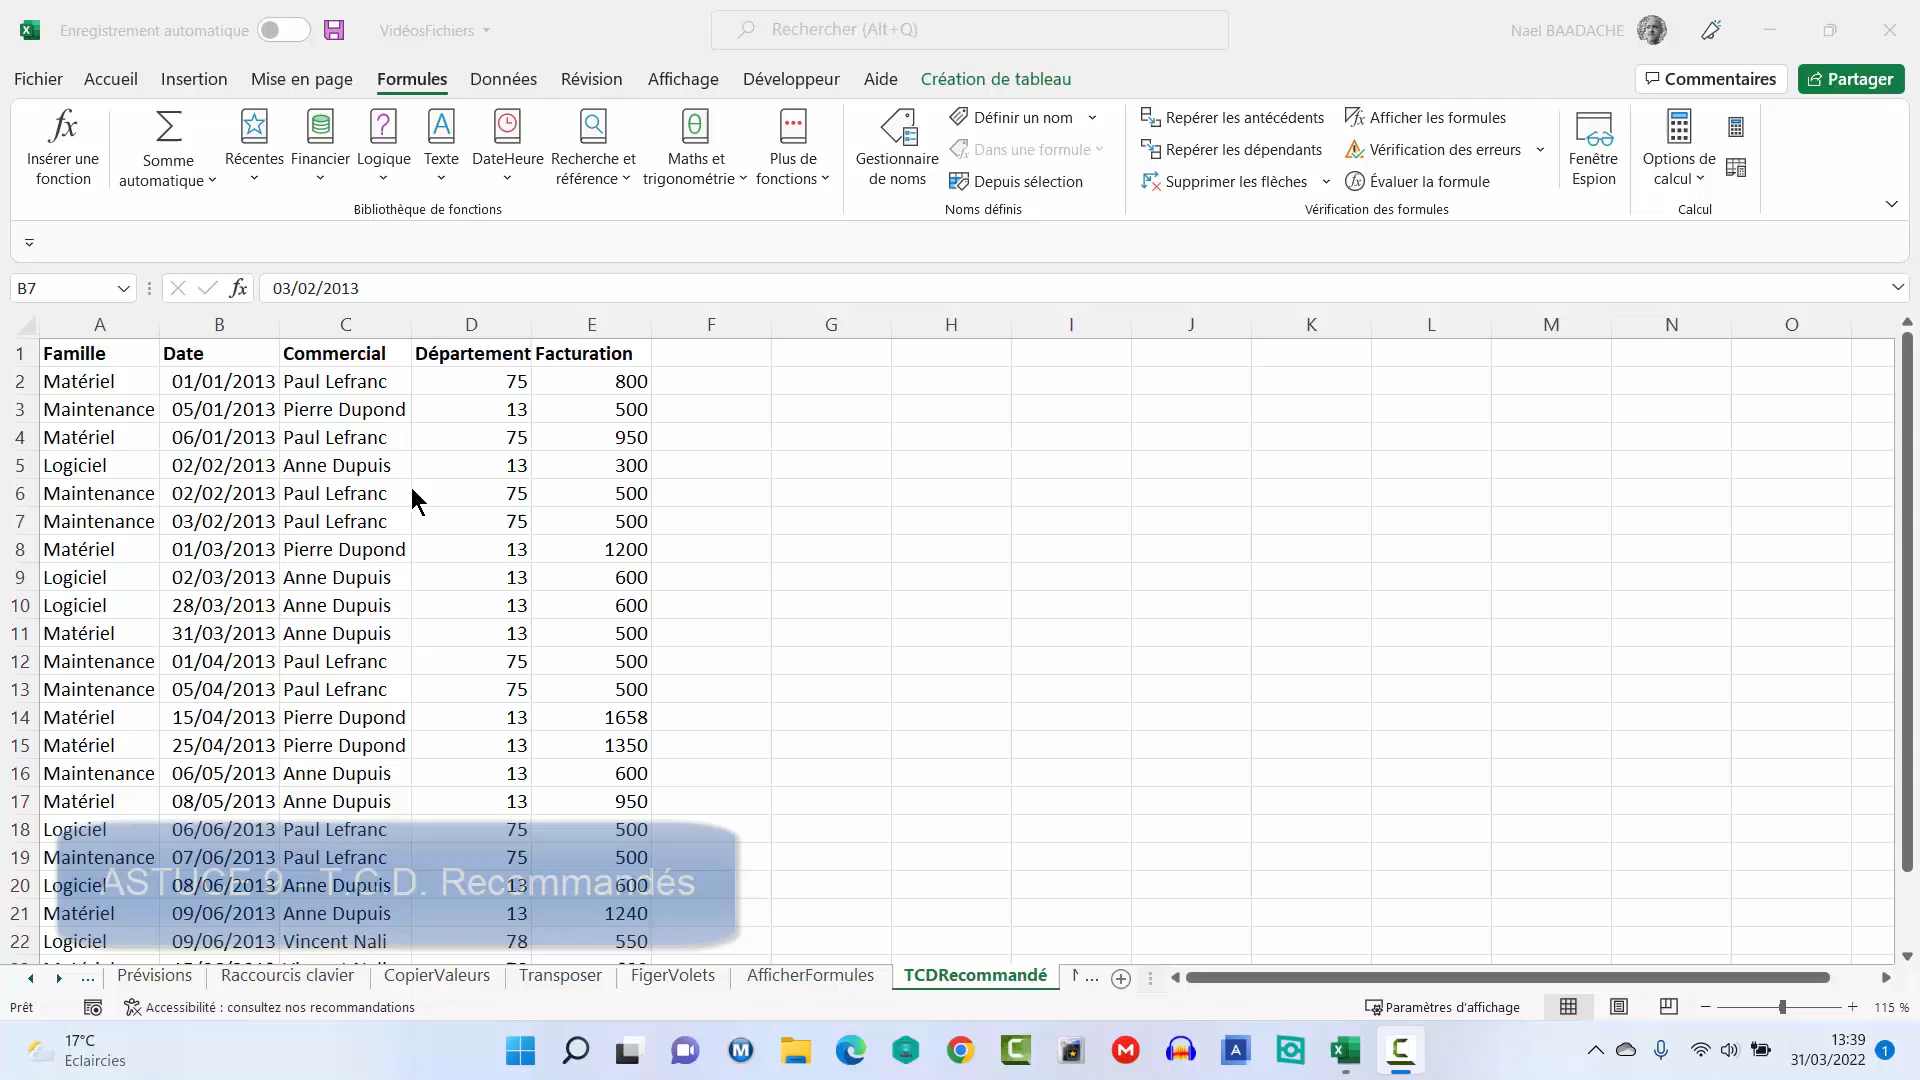 Enregistrement automatique
VidéosFichiers
Rechercher (Alt+Q)
Nael BAADACHE
Fichier Accueil Insertion Mise en page Formules Données Révision Affichage Développeur Aide Création de tableau
Commentaires
Partager
Insérer une fonction
Somme automatique
Récentes
Financier
Logique
Texte
DateHeure
Recherche et référence
Maths et trigonométrie
Plus de fonctions
Bibliothèque de fonctions
Gestionnaire de noms
Définir un nom
Dans une formule
Depuis sélection
Noms définis
Repérer les antécédents
Repérer les dépendants
Supprimer les flèches
Afficher les formules
Vérification des erreurs
Évaluer la formule
Vérification des formules
Fenêtre Espion
Options de calcul
Calcul
B7
fx
03/02/2013
A B C D E F G H I J K L M N O
1 Famille Date Commercial Département Facturation
2 Matériel 01/01/2013 Paul Lefranc 75 800
3 Maintenance 05/01/2013 Pierre Dupond 13 500
4 Matériel 06/01/2013 Paul Lefranc 75 950
5 Logiciel 02/02/2013 Anne Dupuis 13 300
6 Maintenance 02/02/2013 Paul Lefranc 75 500
7 Maintenance 03/02/2013 Paul Lefranc 75 500
8 Matériel 01/03/2013 Pierre Dupond 13 1200
9 Logiciel 02/03/2013 Anne Dupuis 13 600
10 Logiciel 28/03/2013 Anne Dupuis 13 600
11 Matériel 31/03/2013 Anne Dupuis 13 500
12 Maintenance 01/04/2013 Paul Lefranc 75 500
13 Maintenance 05/04/2013 Paul Lefranc 75 500
14 Matériel 15/04/2013 Pierre Dupond 13 1658
15 Matériel 25/04/2013 Pierre Dupond 13 1350
16 Maintenance 06/05/2013 Anne Dupuis 13 600
17 Matériel 08/05/2013 Anne Dupuis 13 950
18 Logiciel 06/06/2013 Paul Lefranc 75 500
19 Maintenance 07/06/2013 Paul Lefranc 75 500
20 Logiciel 08/06/2013 Anne Dupuis 13 600
ASTUCE 9 - T.C.D. Recommandés
21 Matériel 09/06/2013 Anne Dupuis 13 1240
22 Logiciel 09/06/2013 Vincent Nali 78 550
... Prévisions Raccourcis clavier CopierValeurs Transposer FigerVolets AfficherFormules TCDRecommandé ...
Prêt
Accessibilité : consultez nos recommandations
Paramètres d'affichage
115 %
17°C
Eclaircies
13:39
31/03/2022
1